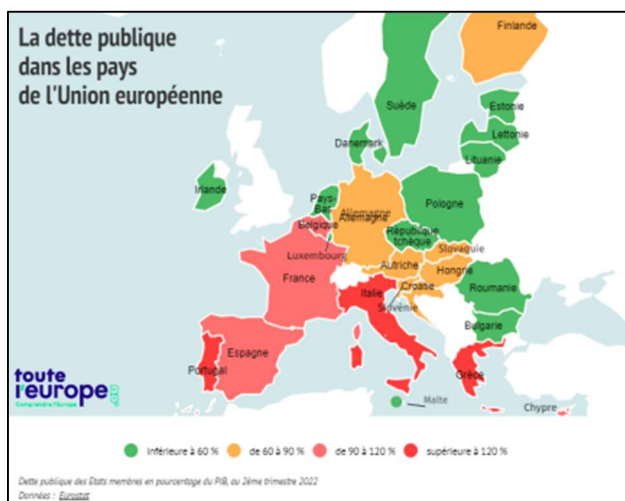 La dette publique
dans les pays
de l'Union européenne
Finlande
Suède
Estonie
Lettonie
Lituanie
Danemark
Irlande
Pays-
Bas
Allemagne
Allemagne
Pologne
Belgique
République
tchèque
Luxembourg
Slovaquie
Autriche
Hongrie
France
Croatie
Roumanie
Italie
Slovénie
Bulgarie
Espagne
Portugal
Grèce
Malte
Chypre
toute
l'europe
Comprendre l'Europe
inférieure à 60 %
de 60 à 90 %
de 90 à 120 %
supérieure à 120 %
Dette publique des Etats membres en pourcentage du PIB, au 2ème trimestre 2022
Données : Eurostat